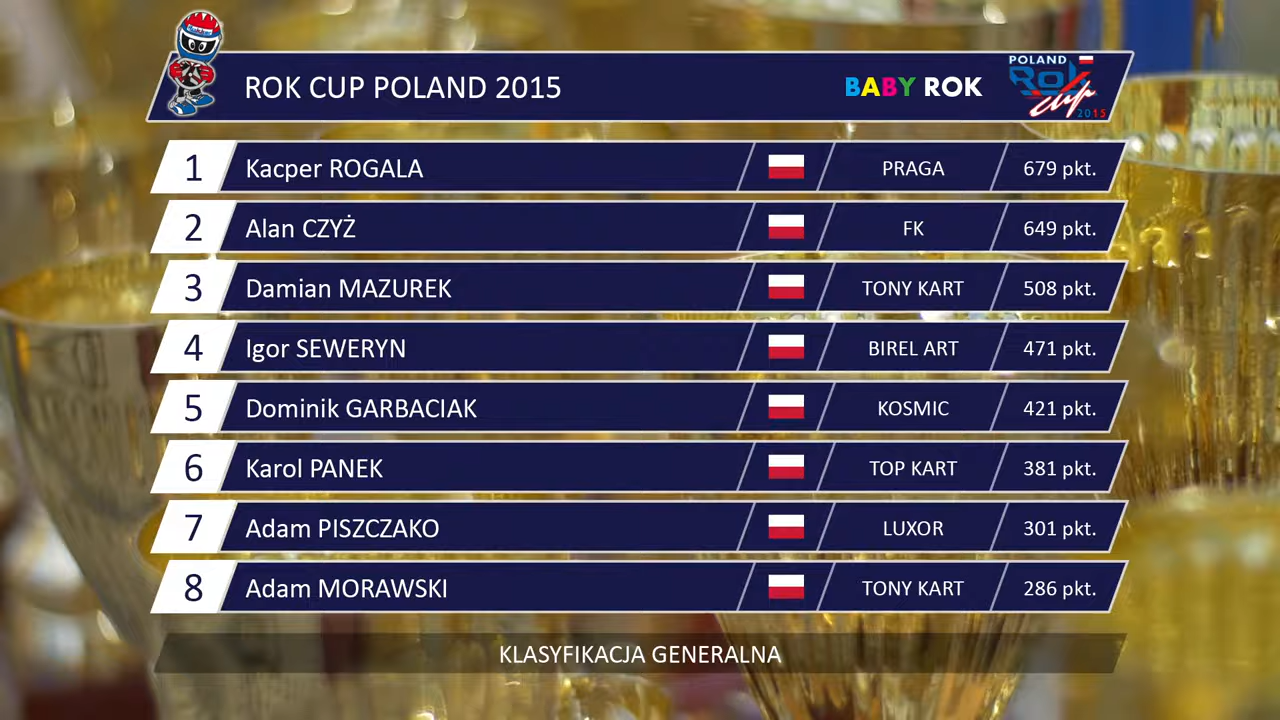 ROK CUP POLAND 2015 BABY ROK POLAND Rok cup 2015
1 Kacper ROGALA PRAGA 679 pkt.
2 Alan CZYŻ FK 649 pkt.
3 Damian MAZUREK TONY KART 508 pkt.
4 Igor SEWERYN BIREL ART 471 pkt.
5 Dominik GARBACIAK KOSMIC 421 pkt.
6 Karol PANEK TOP KART 381 pkt.
7 Adam PISZCZAKO LUXOR 301 pkt.
8 Adam MORAWSKI TONY KART 286 pkt.
KLASYFIKACJA GENERALNA